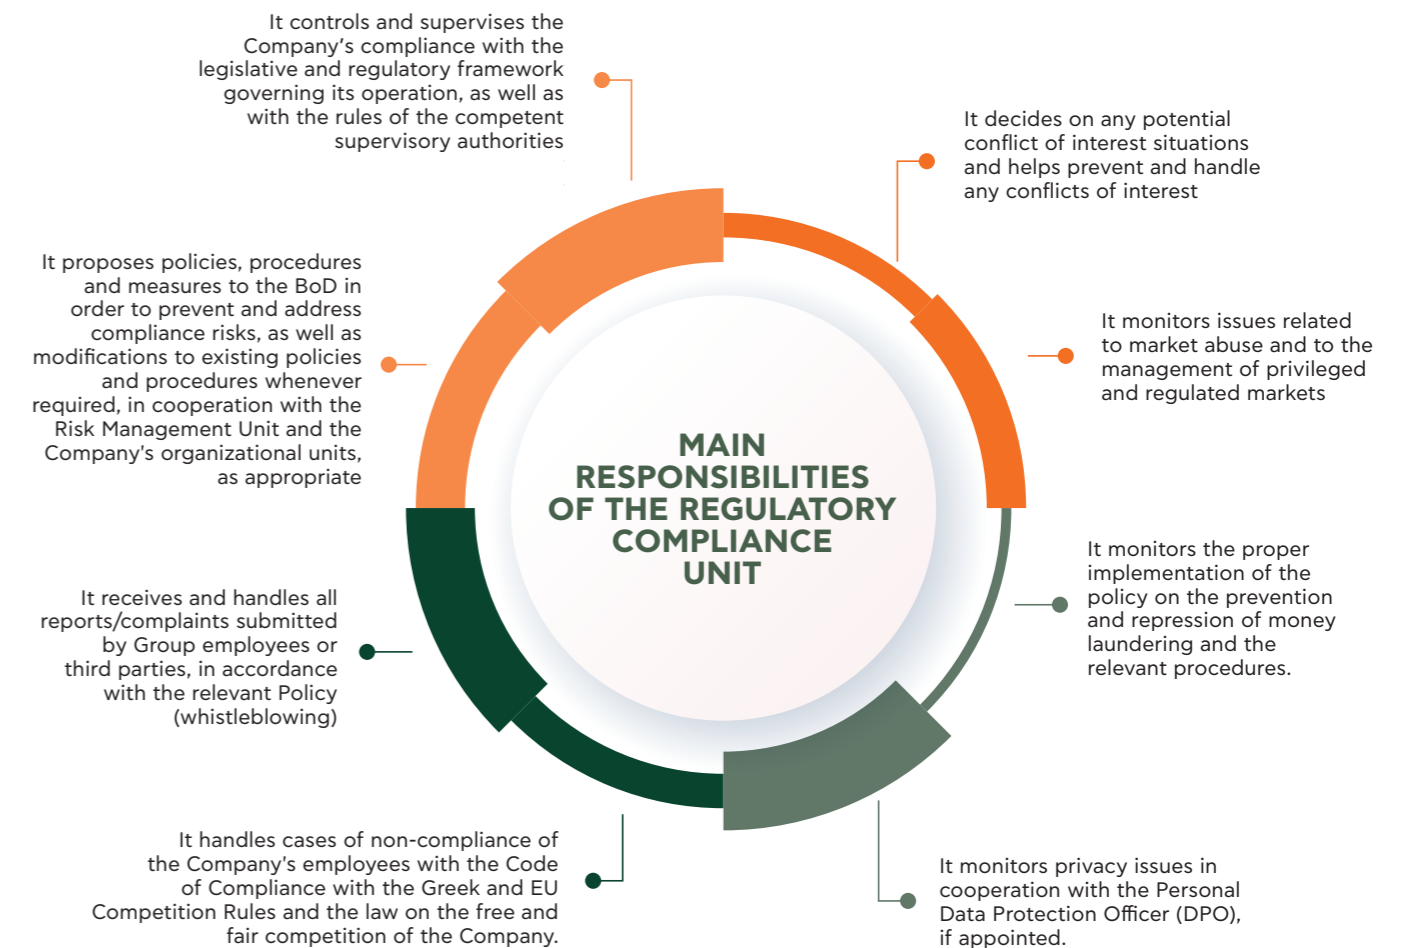 It controls and supervises the
Company's compliance with the
legislative and regulatory framework
governing its operation, as well as
with the rules of the competent
supervisory authorities
It decides on any potential
conflict of interest situations
and helps prevent and handle
any conflicts of interest
It proposes policies, procedures
and measures to the BoD in
order to prevent and address
compliance risks, as well as
modifications to existing policies
and procedures whenever
required, in cooperation with the
Risk Management Unit and the
Company's organizational units,
as appropriate
It monitors issues related
to market abuse and to the
management of privileged
and regulated markets
MAIN
RESPONSIBILITIES
OF THE REGULATORY
COMPLIANCE
UNIT
It monitors the proper
implementation of the
policy on the prevention
and repression of money
laundering and the
relevant procedures.
It receives and handles all
reports/complaints submitted
by Group employees or
third parties, in accordance
with the relevant Policy
(whistleblowing)
It handles cases of non-compliance of
the Company's employees with the Code
of Compliance with the Greek and EU
Competition Rules and the law on the free and
fair competition of the Company.
It monitors privacy issues in
cooperation with the Personal
Data Protection Officer (DPO),
if appointed.